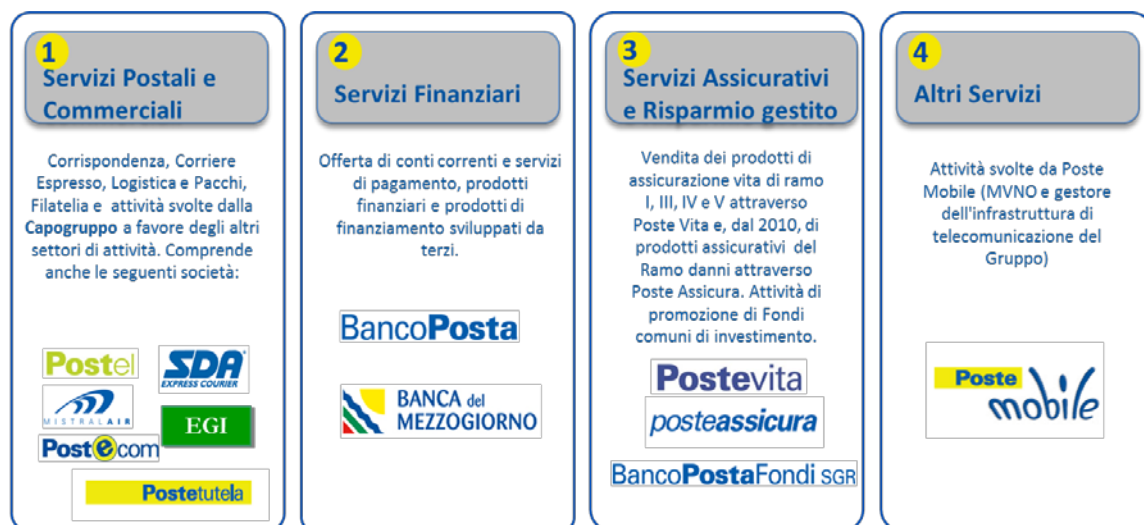 1
Servizi Postali e
Commerciali
Corrispondenza, Corriere
Espresso, Logistica e Pacchi,
Filatelia e attività svolte dalla
Capogruppo a favore degli altri
settori di attività. Comprende
anche le seguenti società:
Postel
SDA
EXPRESS COURIER
MISTRALAIR
EGI
Postecom
Postetutela
2
Servizi Finanziari
Offerta di conti correnti e servizi
di pagamento, prodotti
finanziari e prodotti di
finanziamento sviluppati da
terzi.
BancoPosta
BANCA del
MEZZOGIORNO
3
Servizi Assicurativi
e Risparmio gestito
Vendita dei prodotti di
assicurazione vita di ramo
I, III, IV e V attraverso
Poste Vita e, dal 2010, di
prodotti assicurativi del
Ramo danni attraverso
Poste Assicura. Attività di
promozione di Fondi
comuni di investimento.
Postevita
posteassicura
BancoPostaFondi SGR
4
Altri Servizi
Attività svolte da Poste
Mobile (MVNO e gestore
dell'infrastruttura di
telecomunicazione del
Gruppo)
Poste
mobile